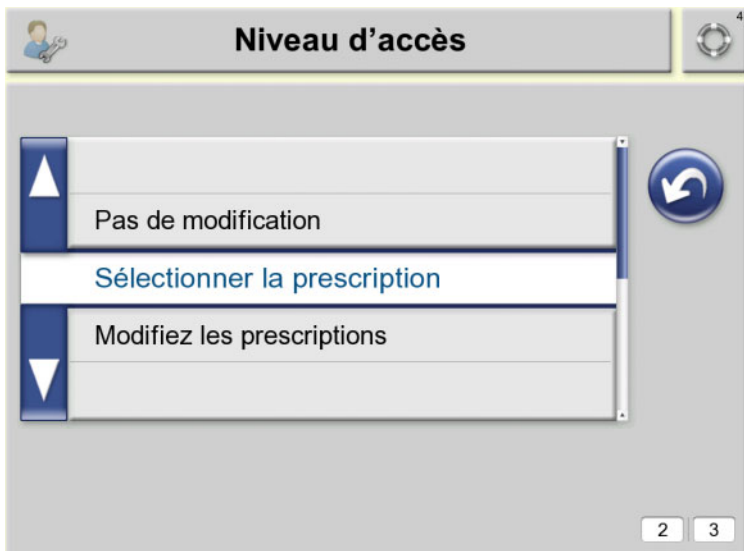 Niveau d'accès
4
Pas de modification
Sélectionner la prescription
Modifiez les prescriptions
2 3